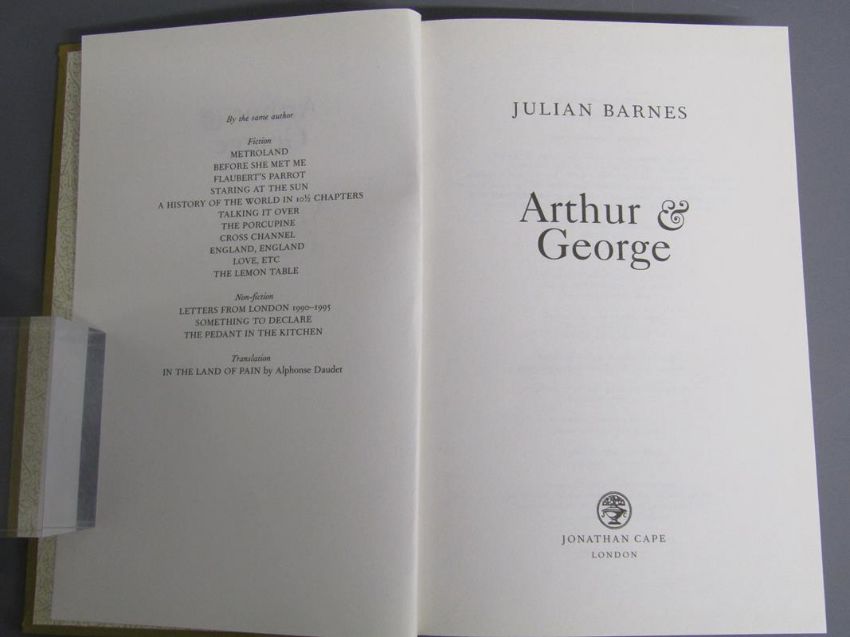 By the same author
Fiction
METROLAND
BEFORE SHE MET ME
FLAUBERT'S PARROT
STARING AT THE SUN
A HISTORY OF THE WORLD IN 10½ CHAPTERS
TALKING IT OVER
THE PORCUPINE
CROSS CHANNEL
ENGLAND, ENGLAND
LOVE, ETC
THE LEMON TABLE
Non-fiction
LETTERS FROM LONDON 1990–1995
SOMETHING TO DECLARE
THE PEDANT IN THE KITCHEN
Translation
IN THE LAND OF PAIN by Alphonse Daudet
JULIAN BARNES
Arthur &
George
JONATHAN CAPE
LONDON